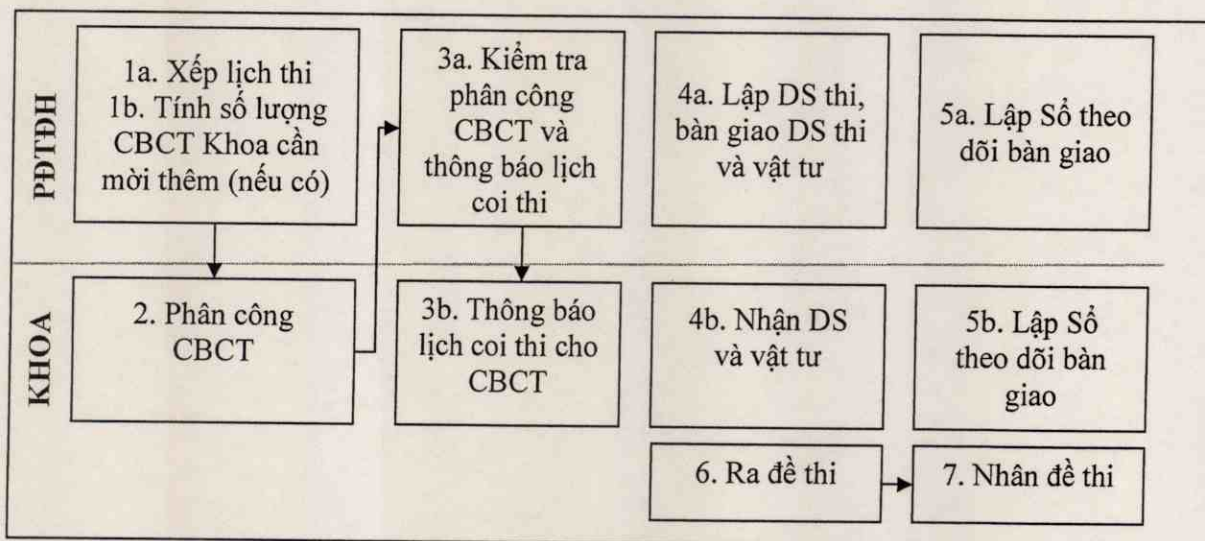 PĐTĐH
1a. Xếp lịch thi
1b. Tính số lượng
CBCT Khoa cần
mời thêm (nếu có)
3a. Kiểm tra
phân công
CBCT và
thông báo lịch
coi thi
4a. Lập DS thi,
bàn giao DS thi
và vật tư
5a. Lập Sổ theo
dõi bàn giao
KHOA
2. Phân công
CBCT
3b. Thông báo
lịch coi thi cho
CBCT
4b. Nhận DS
và vật tư
5b. Lập Sổ
theo dõi bàn
giao
6. Ra đề thi
7. Nhân đề thi